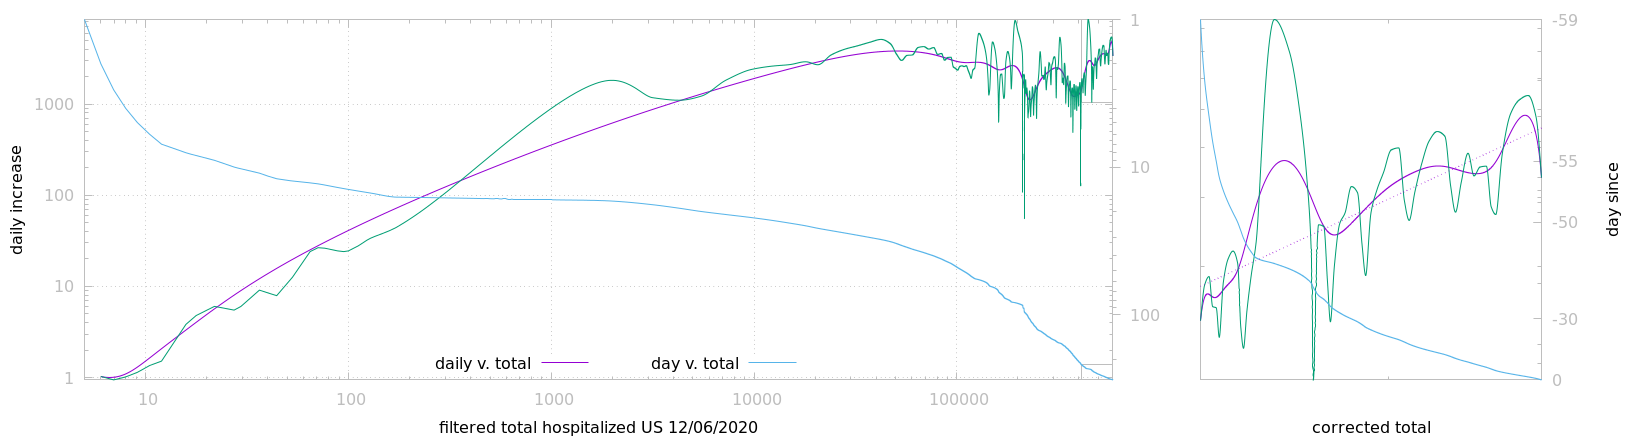 1000
100
10
1
daily increase
daily v. total
day v. total
10
100
1000
10000
100000
filtered total hospitalized US 12/06/2020
1
10
100
-59
-55
-50
-30
0
day since
corrected total